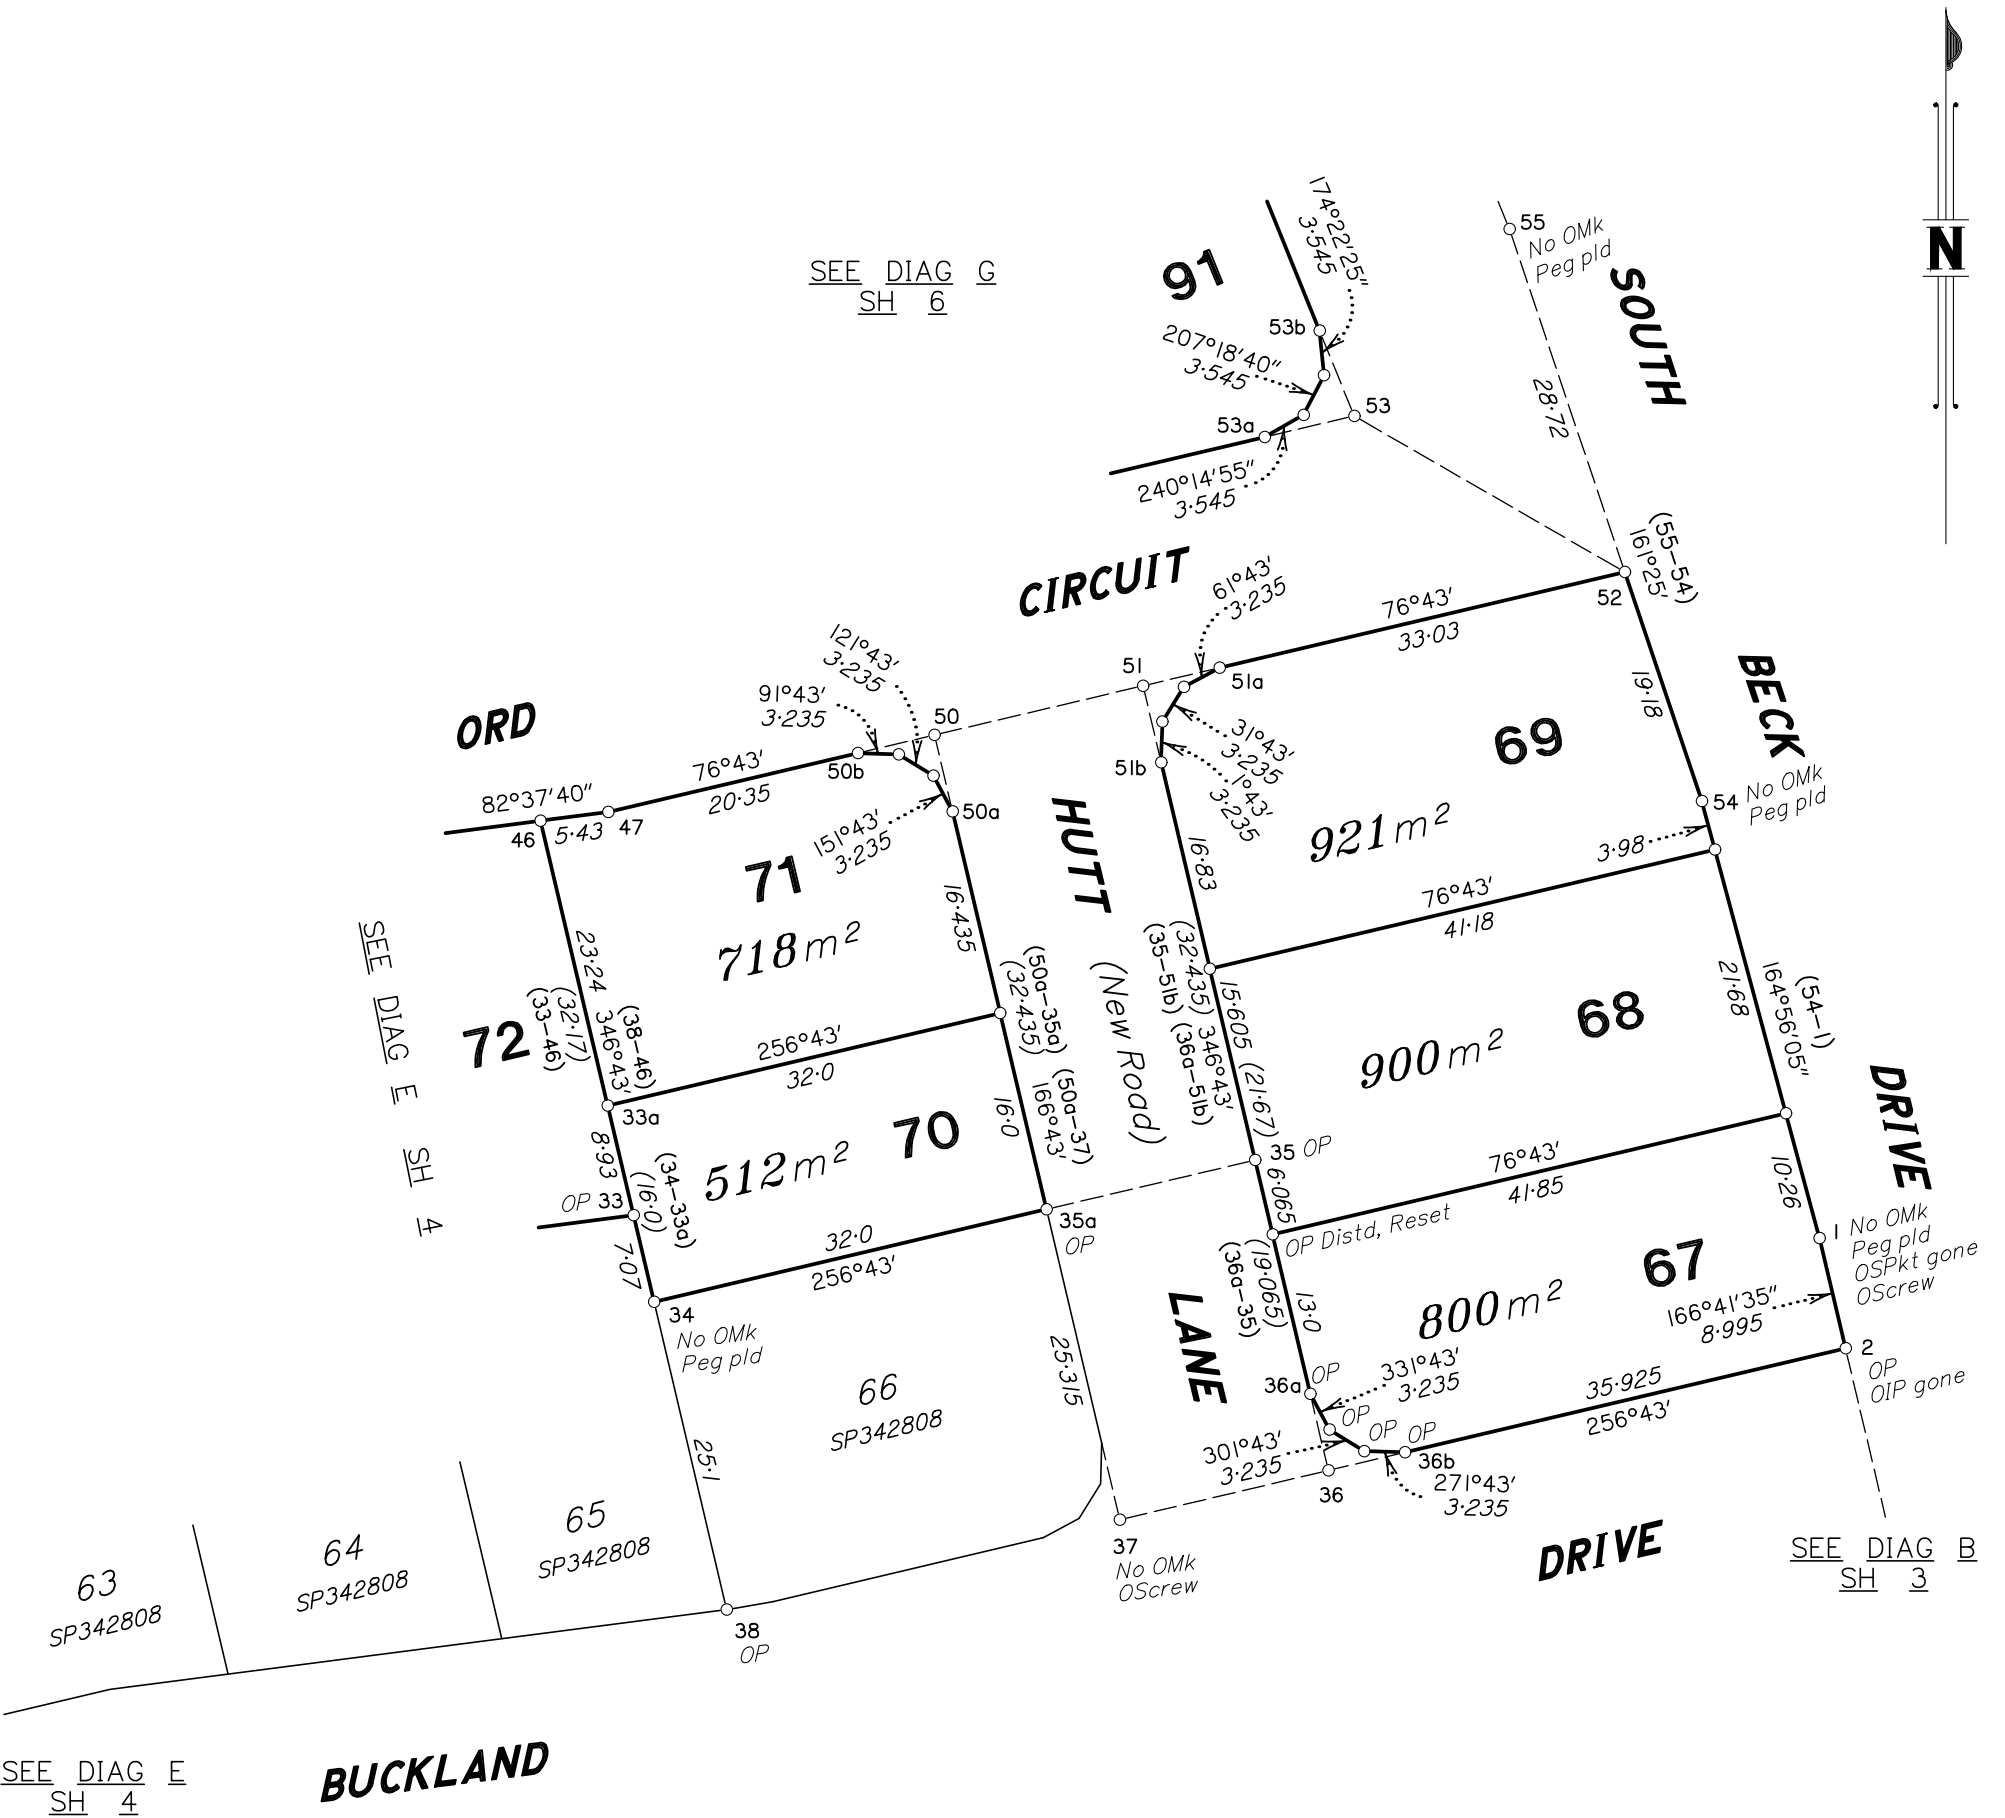 N
SEE DIAG G
SH 6
91
174°22'25"
3·545
55
No OMk
Peg pld
SOUTH
53b
207°18'40"
3·545
53
53a
240°14'55"
3·545
28·72
(55-54)
161°25'
CIRCUIT
61°43'
3·235
76°43'
33·03
52
121°43'
3·235
91°43'
3·235
51
51a
50
ORD
76°43'
20·35
50b
82°37'40"
5·43
46
47
31°43'
3·235
1°43'
3·235
51b
69
19·18
BECK
54
No OMk
Peg pld
50a
151°43'
3·235
HUTT
921m²
3·98
71
16·83
76°43'
41·18
16·435
718m²
SEE DIAG E SH 4
23·24
(32·17)
(33-46)
(38-46)
346°43'
72
256°43'
32·0
(50a-35a)
(32·435)
(New Road)
(32·435)
(35-51b)
15·605
346°43'
(36a-51b)
(21·67)
68
900m²
21·68
(54-1)
164°56'05"
33a
16·0
(50a-37)
166°43'
70
512m²
8·93
(34-33a)
(16·0)
OP 33
35 OP
76°43'
41·85
DRIVE
7·07
32·0
256°43'
35a
OP
6·065
OP Distd, Reset
10·26
1
No OMk
Peg pld
OSPkt gone
OScrew
67
(19·065)
(36a-35)
13·0
800m²
166°41'35"
8·995
34
No OMk
Peg pld
LANE
25·315
2
OP
OIP gone
66
SP342808
36a
OP
331°43'
3·235
OP
OP
OP
35·925
256°43'
25·1
301°43'
3·235
36b
36
271°43'
3·235
65
SP342808
64
SP342808
63
SP342808
37
No OMk
OScrew
DRIVE
SEE DIAG B
SH 3
38
OP
SEE DIAG E
SH 4
BUCKLAND